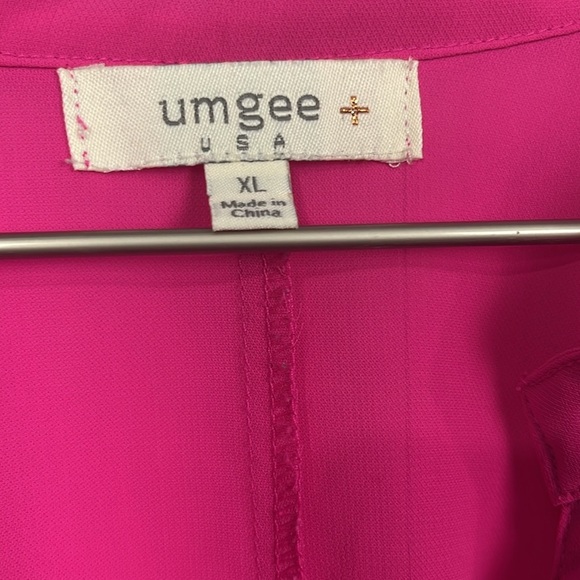 umgee +
USA
XL
Made in
China